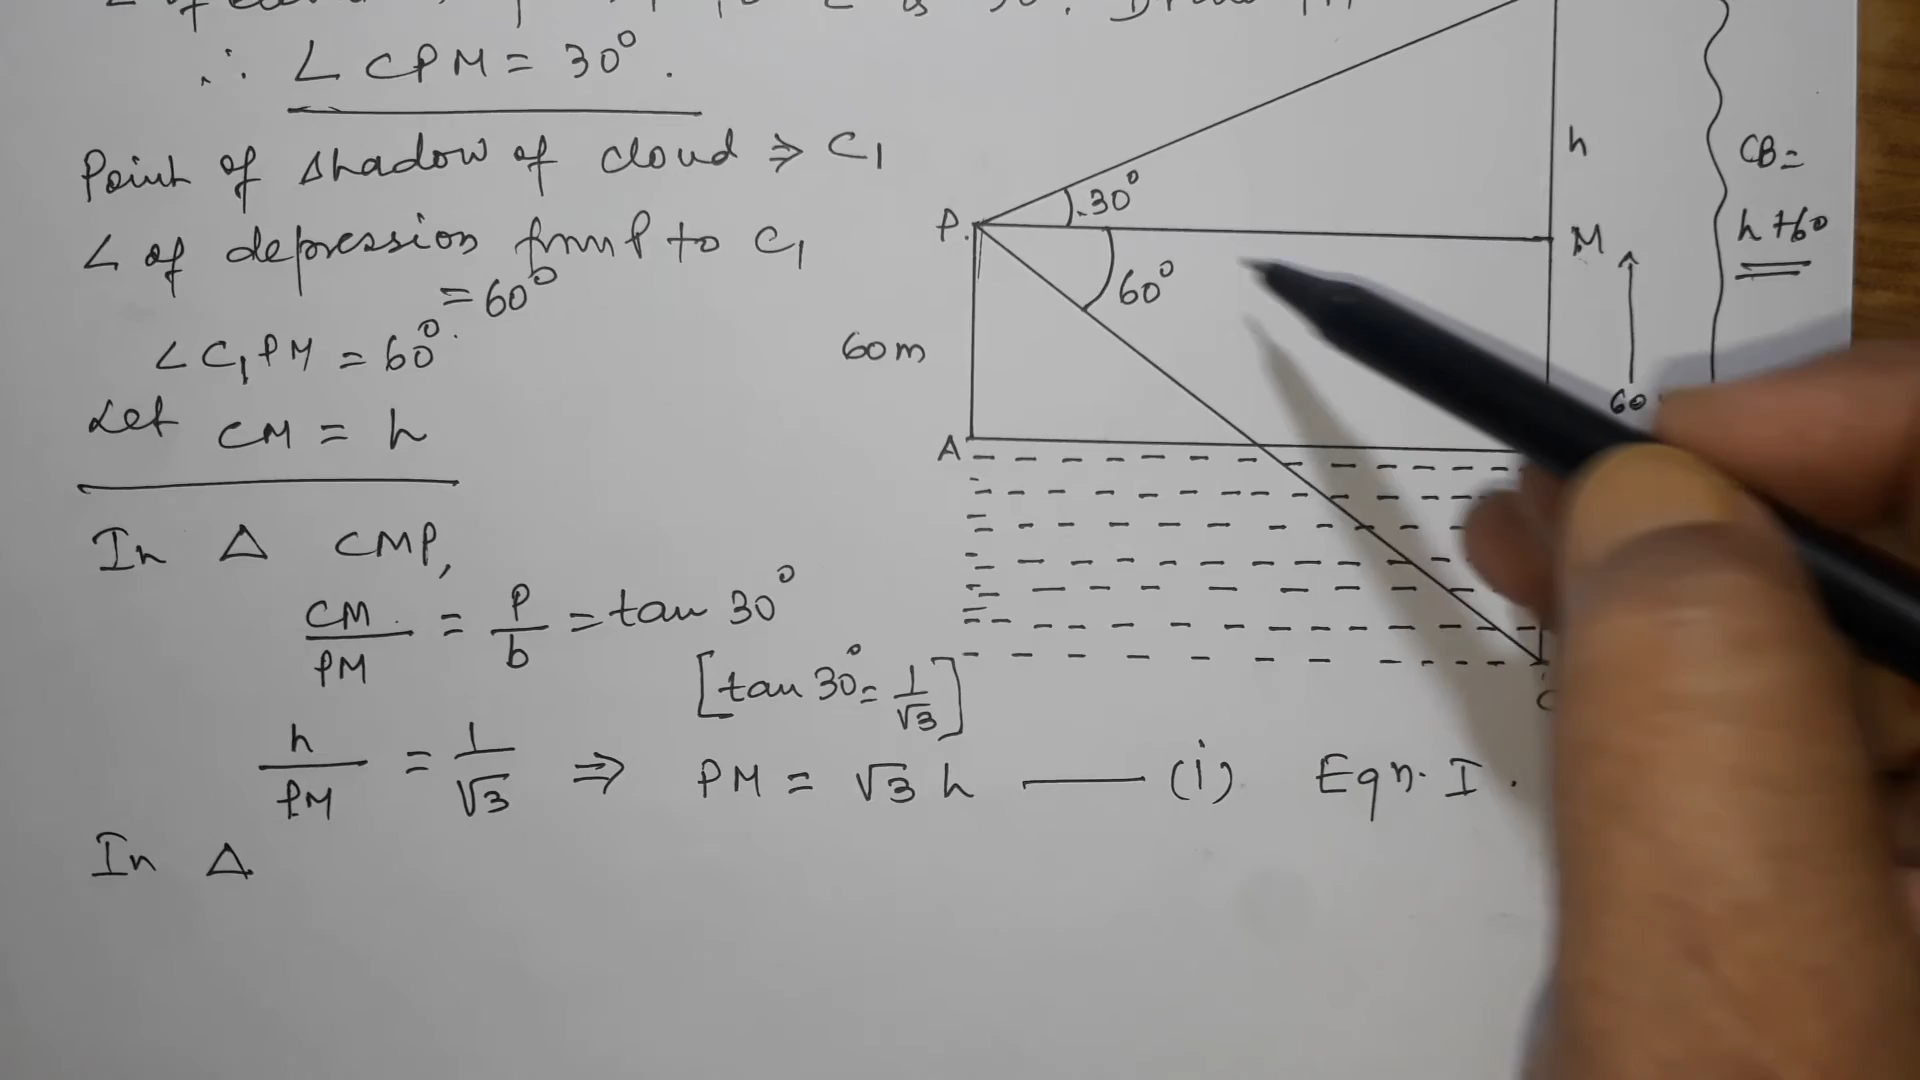 ∴ ∠ CPM = 30°.
Point of shadow of cloud ⇒ C₁
∠ of depression from P to C₁
= 60°
∠ C₁PM = 60°.
Let CM = h
In △ CMP,
CM/PM = P/b = tan 30°
[tan 30° = 1/√3]
h/PM = 1/√3 ⇒ PM = √3 h —— (i) Eqn. I.
In △
30°
P.
60°
60m
A
h
M
60
CB=
h+60